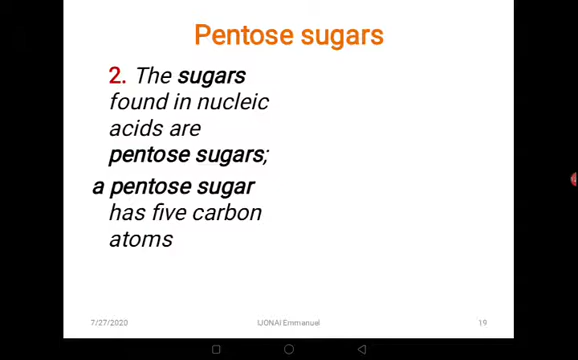 Pentose sugars
2. The sugars
found in nucleic
acids are
pentose sugars;
a pentose sugar
has five carbon
atoms
7/27/2020 IJONAI Emmanuel 19